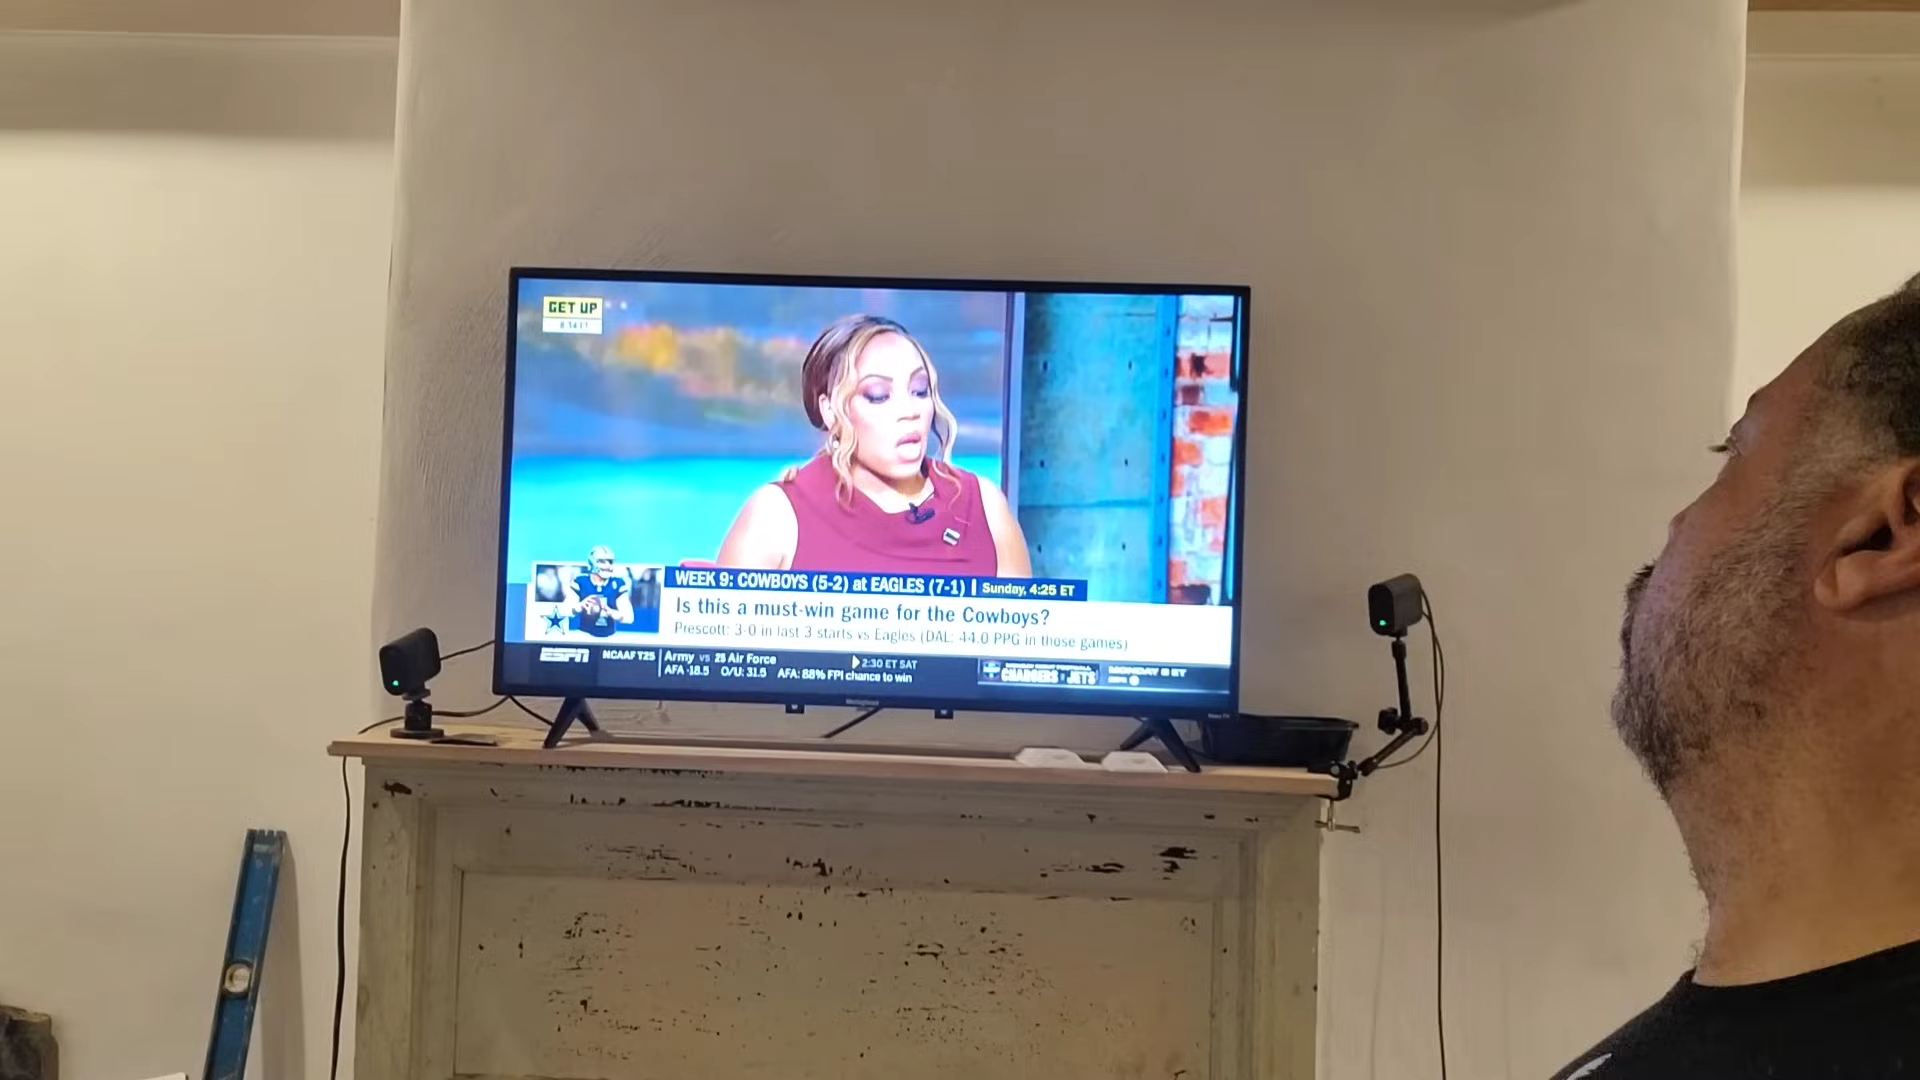 GET UP
WEEK 9: COWBOYS (5-2) at EAGLES (7-1) | Sunday, 4:25 ET
Is this a must-win game for the Cowboys?
Prescott: 3-0 in last 3 starts vs Eagles (DAL: 44.0 PPG in those games)
ESPN
NCAAF T25
Army vs 25 Air Force 2:30 ET SAT
AFA -18.5 O/U: 31.5 AFA: 88% FPI chance to win
CHARGERS JETS
MONDAY 8 ET